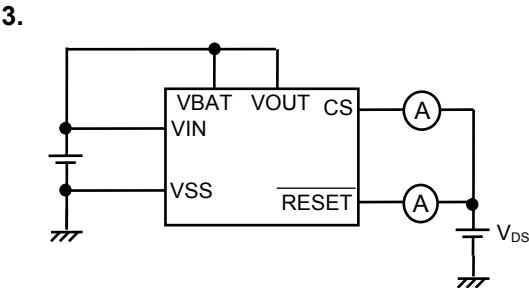 3.
VBAT VOUT CS A
VIN
VSS
RESET A
VDS